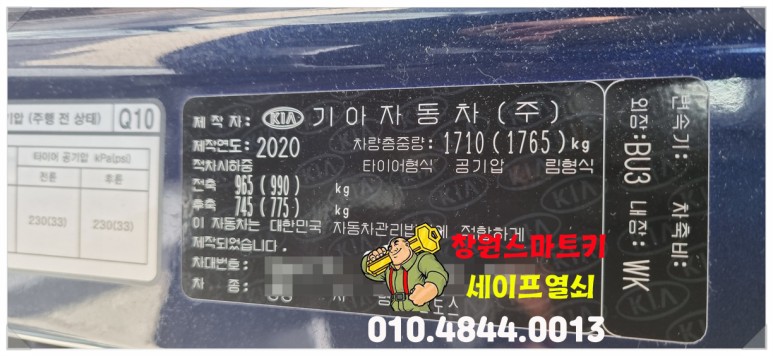 기압 (주행 전 상태) Q10
타이어 공기압 kPa(psi)
전륜 후륜
230(33) 230(33)
제 작 자: KIA 기아자동차 (주)
제작연도: 2020 차량총중량: 1710 (1765) kg
적차시하중 타이어형식 공기압 림형식
전축 965 ( 990 ) kg
후축 745 ( 775 ) kg
이 자동차는 대한민국 자동차관리법 에 적합하게
제작되었습니다.
차대번호:
차 종:
변속기: 차축비:
외장: BU3 내장: WK
창원스마트키
세이프열쇠
010.4844.0013